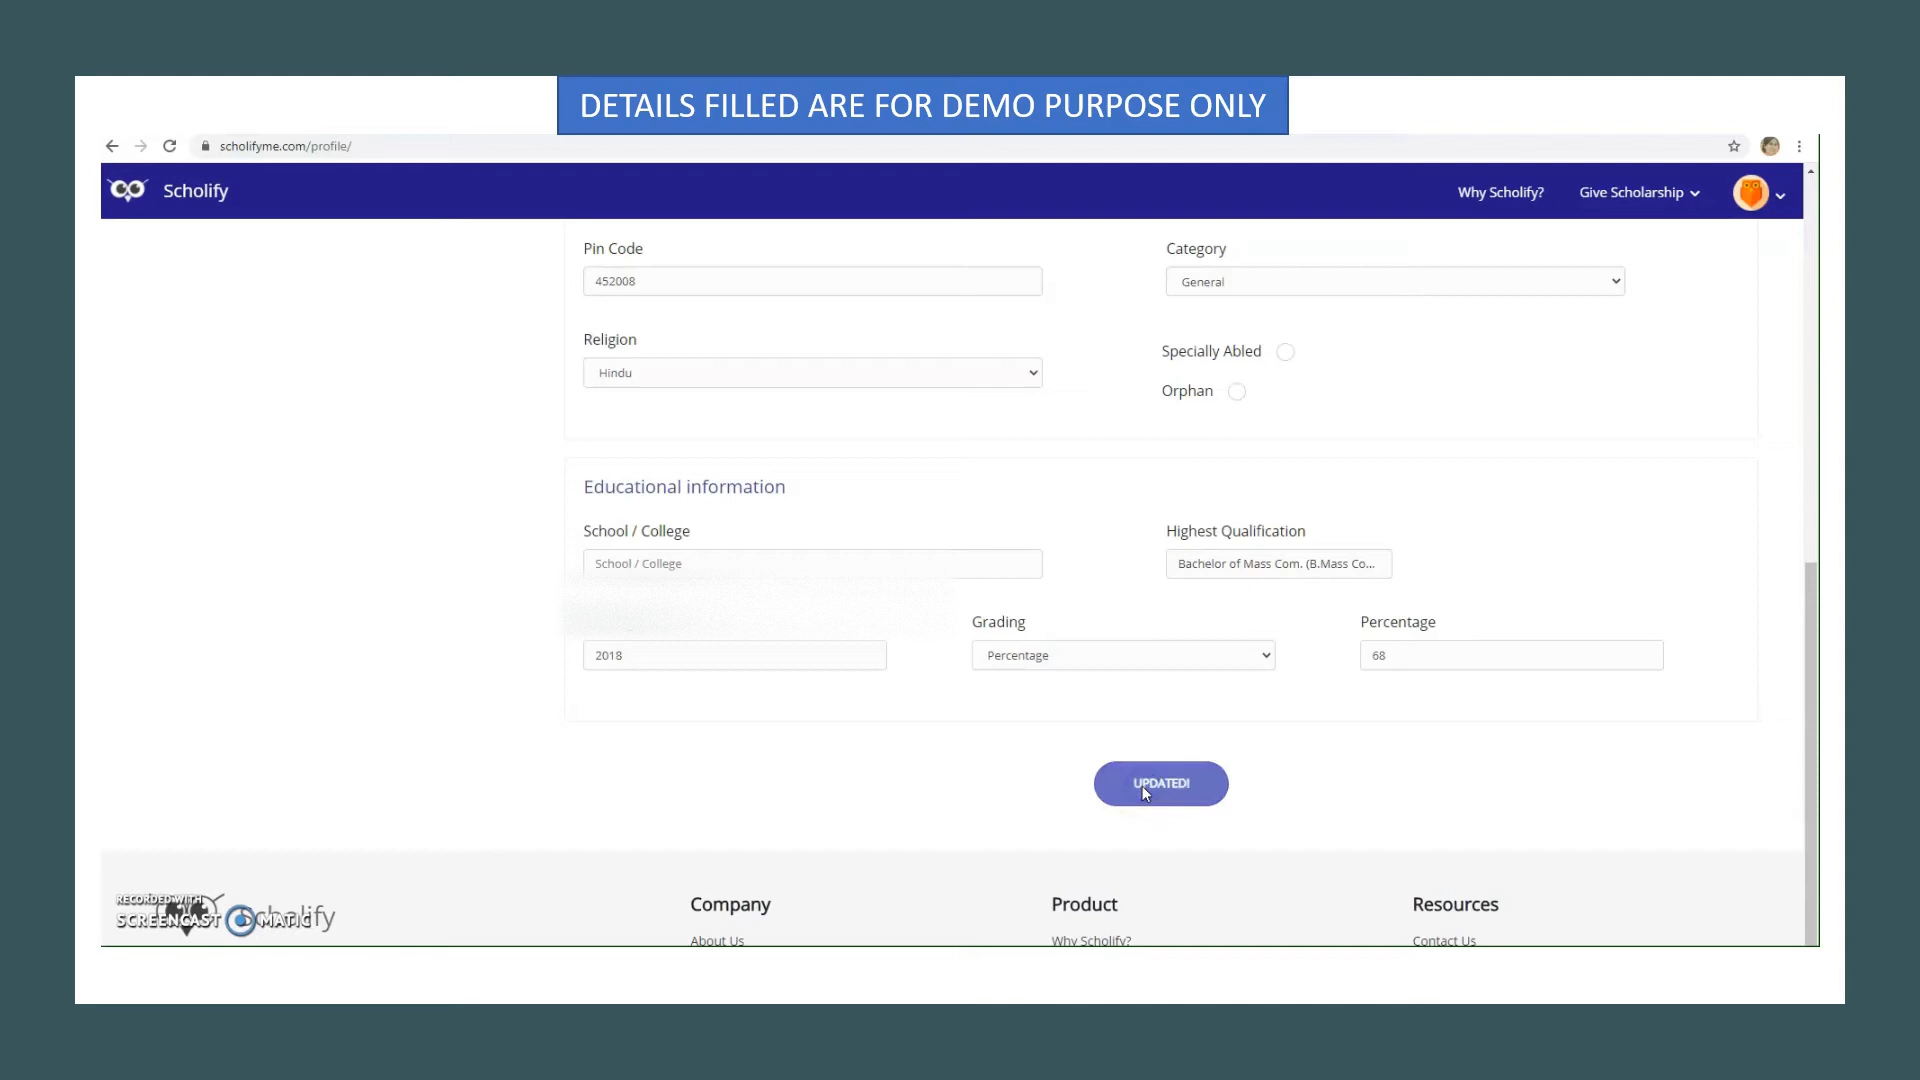 DETAILS FILLED ARE FOR DEMO PURPOSE ONLY
scholifyme.com/profile/
Scholify
Why Scholify?
Give Scholarship
Pin Code
Category
452008
General
Religion
Specially Abled
Hindu
Orphan
Educational information
School / College
Highest Qualification
School / College
Bachelor of Mass Com. (B.Mass Co...
Grading
Percentage
2018
Percentage
68
UPDATED!
RECORDED WITH
SCREENCAST MATIC
Scholify
Company
Product
Resources
About Us
Why Scholify?
Contact Us